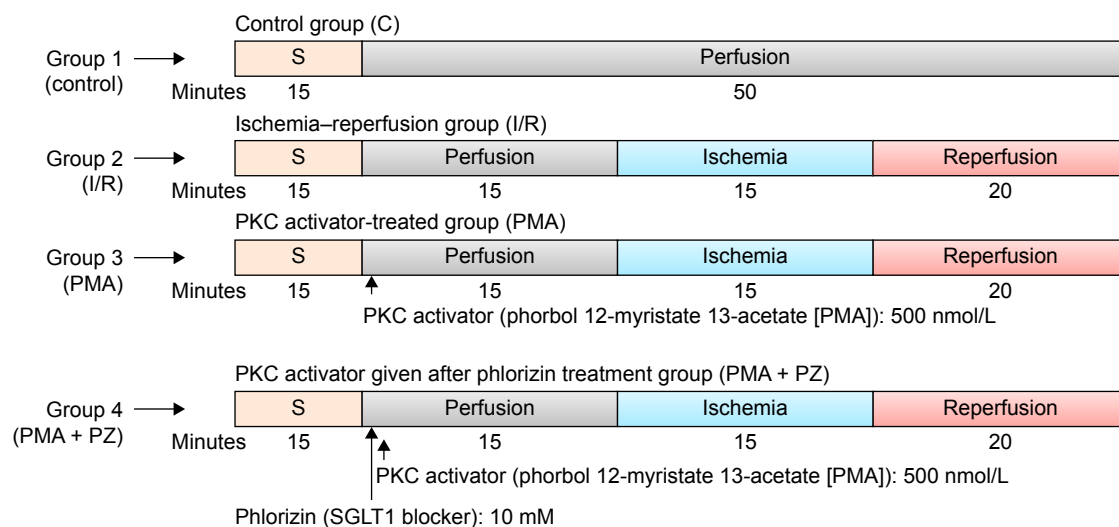 Control group (C)
Group 1
(control)
S
Perfusion
Minutes
15
50
Ischemia–reperfusion group (I/R)
Group 2
(I/R)
S
Perfusion
Ischemia
Reperfusion
Minutes
15
15
15
20
PKC activator-treated group (PMA)
Group 3
(PMA)
S
Perfusion
Ischemia
Reperfusion
Minutes
15
15
15
20
PKC activator (phorbol 12-myristate 13-acetate [PMA]): 500 nmol/L
PKC activator given after phlorizin treatment group (PMA + PZ)
Group 4
(PMA + PZ)
S
Perfusion
Ischemia
Reperfusion
Minutes
15
15
15
20
PKC activator (phorbol 12-myristate 13-acetate [PMA]): 500 nmol/L
Phlorizin (SGLT1 blocker): 10 mM